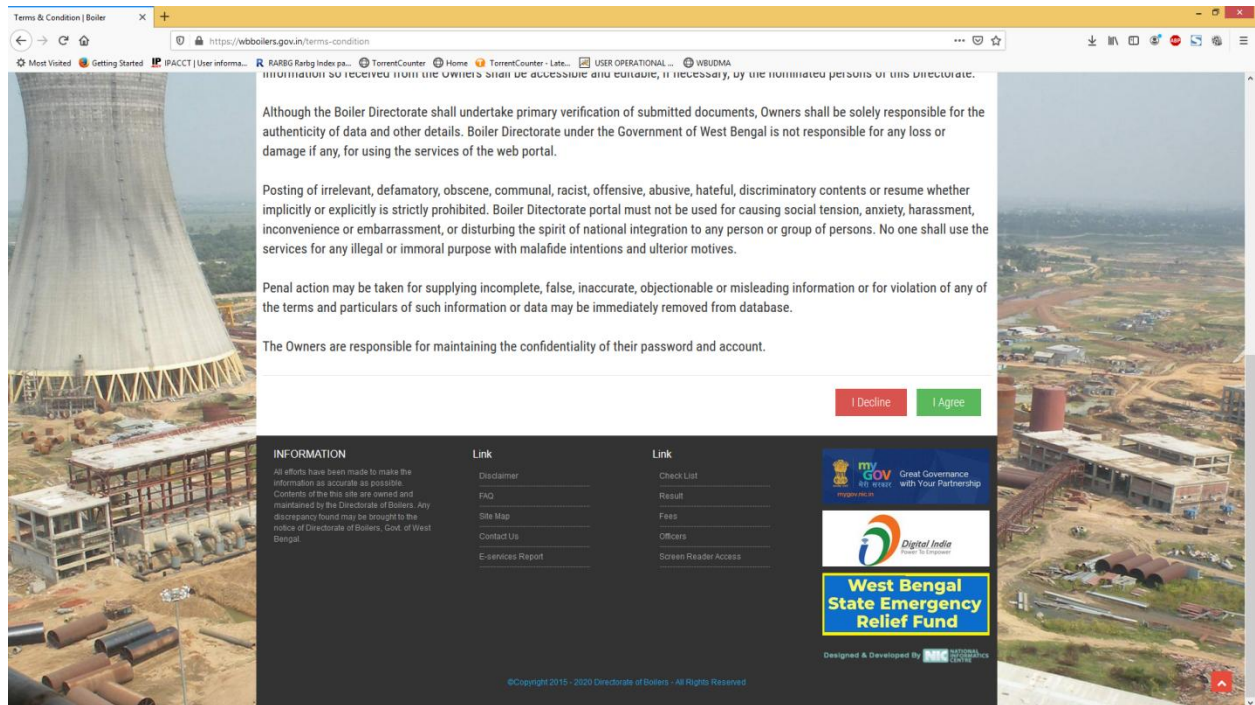 Terms & Condition | Boiler
https://wbboilers.gov.in/terms-condition
Most Visited Getting Started IPACCT | User informa... RARBG Rarbg Index pa... TorrentCounter Home TorrentCounter - Late... USER OPERATIONAL ... WBUDMA
information so received from the Owners shall be accessible and editable, if necessary, by the nominated persons of this Directorate.
Although the Boiler Directorate shall undertake primary verification of submitted documents, Owners shall be solely responsible for the
authenticity of data and other details. Boiler Directorate under the Government of West Bengal is not responsible for any loss or
damage if any, for using the services of the web portal.
Posting of irrelevant, defamatory, obscene, communal, racist, offensive, abusive, hateful, discriminatory contents or resume whether
implicitly or explicitly is strictly prohibited. Boiler Ditectorate portal must not be used for causing social tension, anxiety, harassment,
inconvenience or embarrassment, or disturbing the spirit of national integration to any person or group of persons. No one shall use the
services for any illegal or immoral purpose with malafide intentions and ulterior motives.
Penal action may be taken for supplying incomplete, false, inaccurate, objectionable or misleading information or for violation of any of
the terms and particulars of such information or data may be immediately removed from database.
The Owners are responsible for maintaining the confidentiality of their password and account.
I Decline I Agree
INFORMATION
All efforts have been made to make the
information as accurate as possible.
Contents of the this site are owned and
maintained by the Directorate of Boilers. Any
discrepancy found may be brought to the
notice of Directorate of Boilers, Govt. of West
Bengal.
Link
Disclaimer
FAQ
Site Map
Contact Us
E-services Report
Link
Check List
Result
Fees
Officers
Screen Reader Access
my
GOV
मेरी सरकार
mygov.nic.in
Great Governance
with Your Partnership
Digital India
Power To Empower
West Bengal
State Emergency
Relief Fund
Designed & Developed By NIC NATIONAL
INFORMATICS
CENTRE
©Copyright 2015 - 2020 Directorate of Boilers - All Rights Reserved